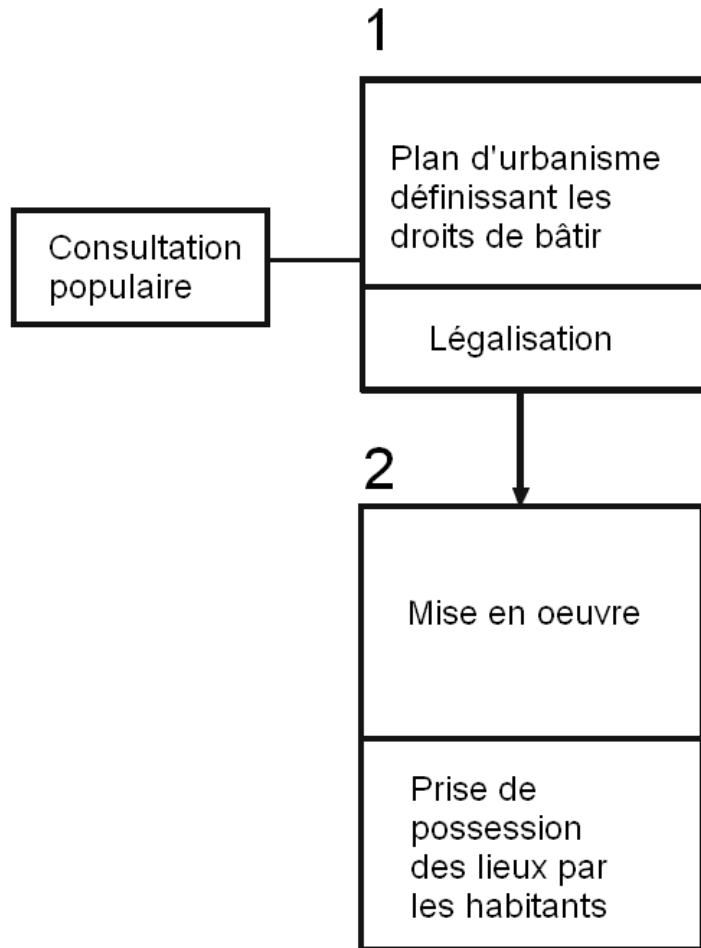 1
Plan d'urbanisme
définissant les
droits de bâtir
Consultation
populaire
Légalisation
2
Mise en oeuvre
Prise de
possession
des lieux par
les habitants